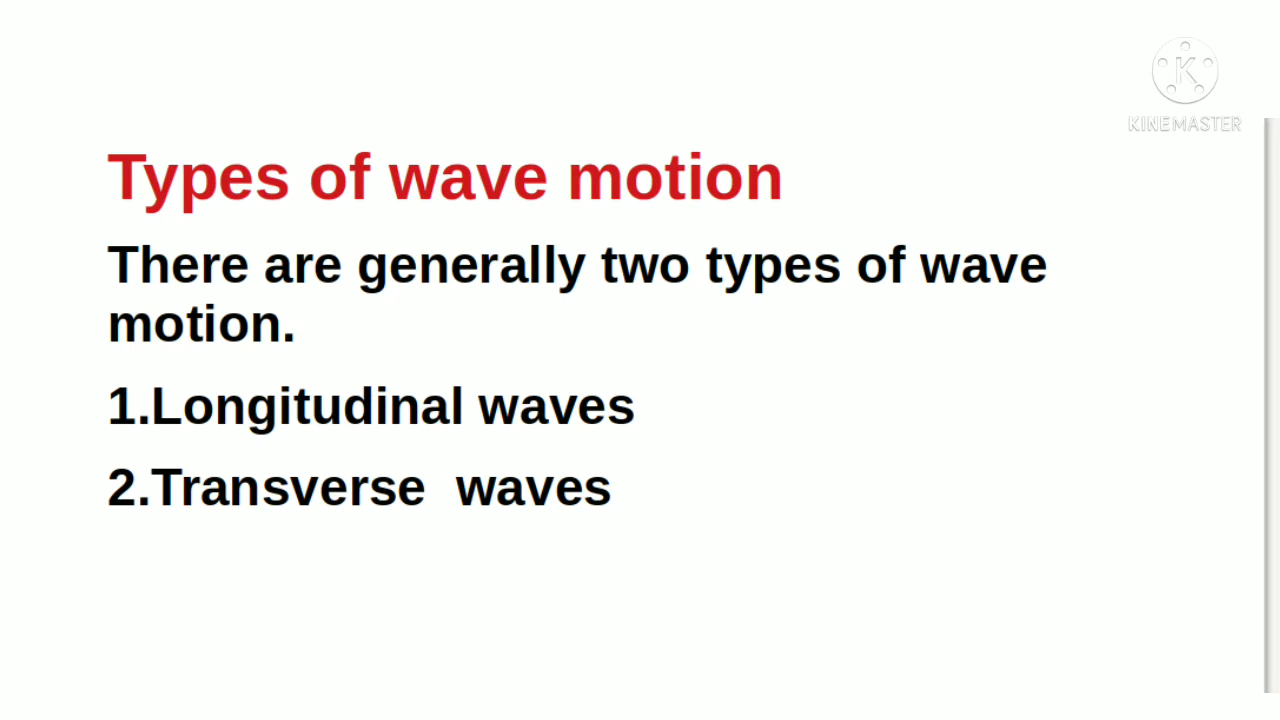 K
KINEMASTER
Types of wave motion
There are generally two types of wave
motion.
1.Longitudinal waves
2.Transverse  waves